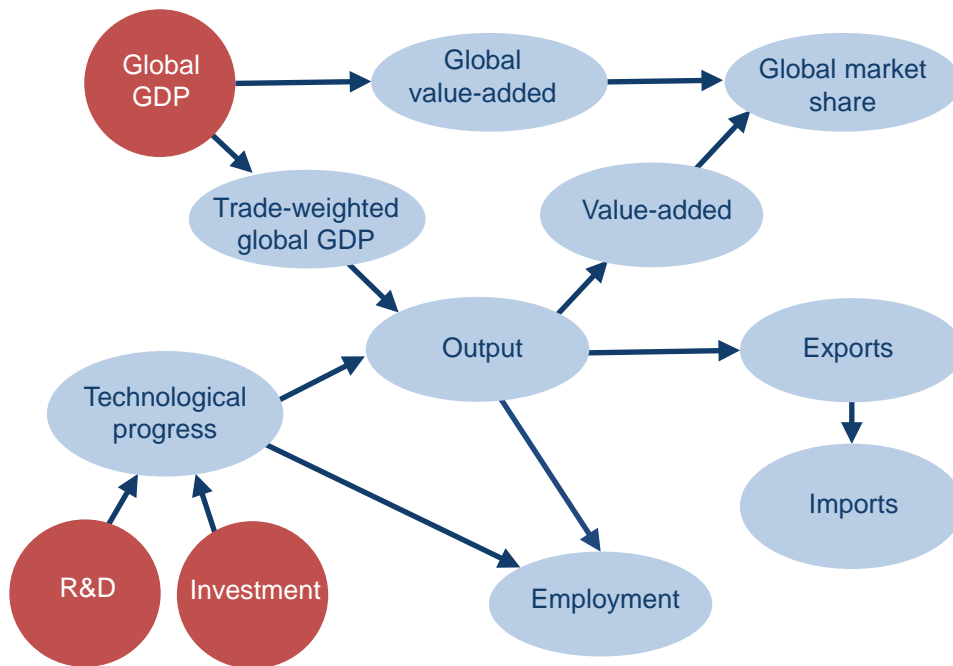 Global
GDP
Global
value-added
Global market
share
Trade-weighted
global GDP
Value-added
Output
Exports
Technological
progress
Imports
R&D
Investment
Employment